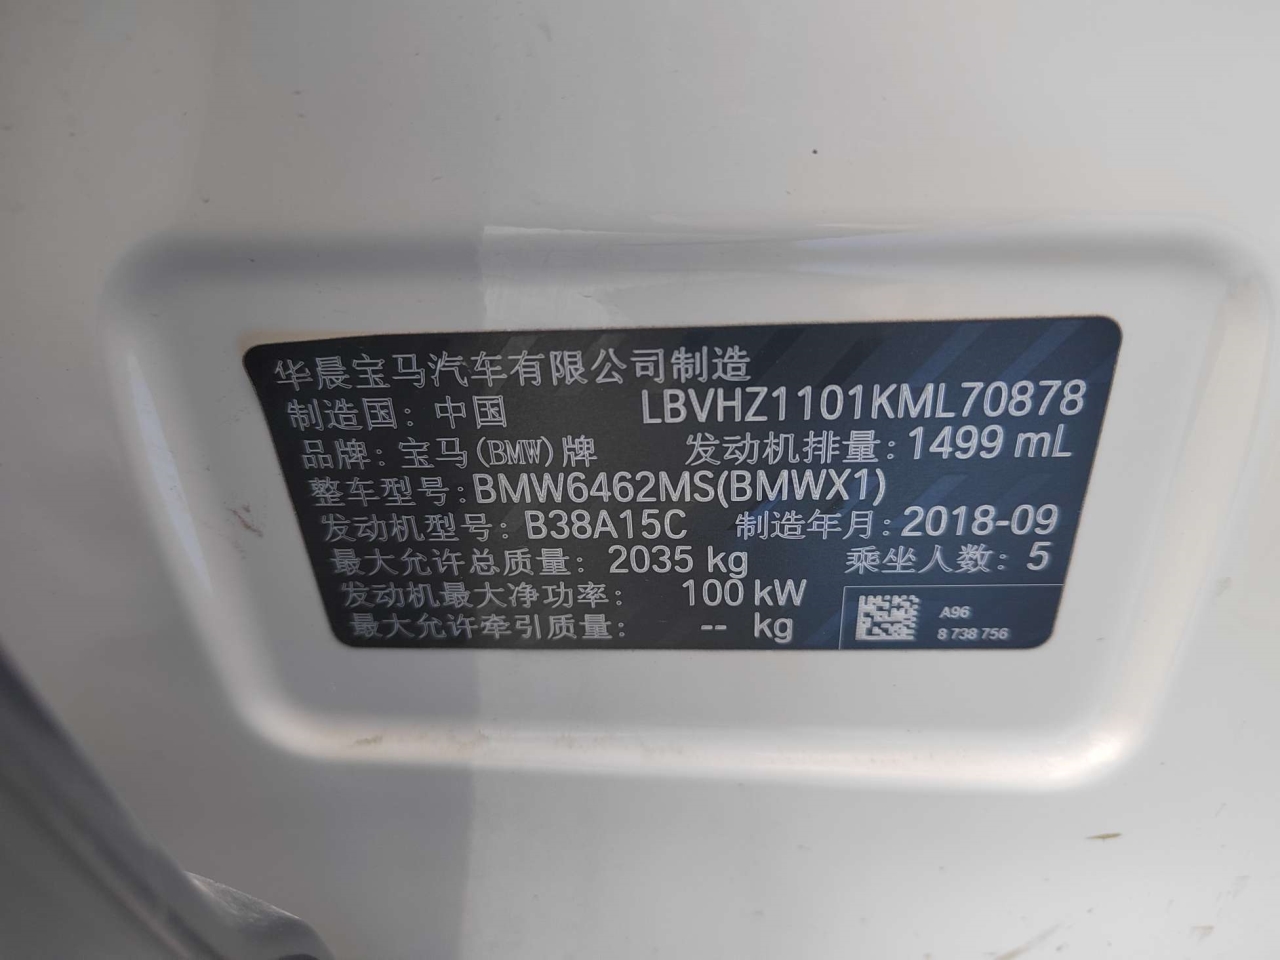 华晨宝马汽车有限公司制造
制造国: 中国 LBVHZ1101KML70878
品牌: 宝马(BMW)牌 发动机排量: 1499 mL
整车型号: BMW6462MS(BMWX1)
发动机型号: B38A15C 制造年月: 2018-09
最大允许总质量: 2035 kg 乘坐人数: 5
发动机最大净功率: 100 kW
最大允许牵引质量: -- kg
A96
8 738 756